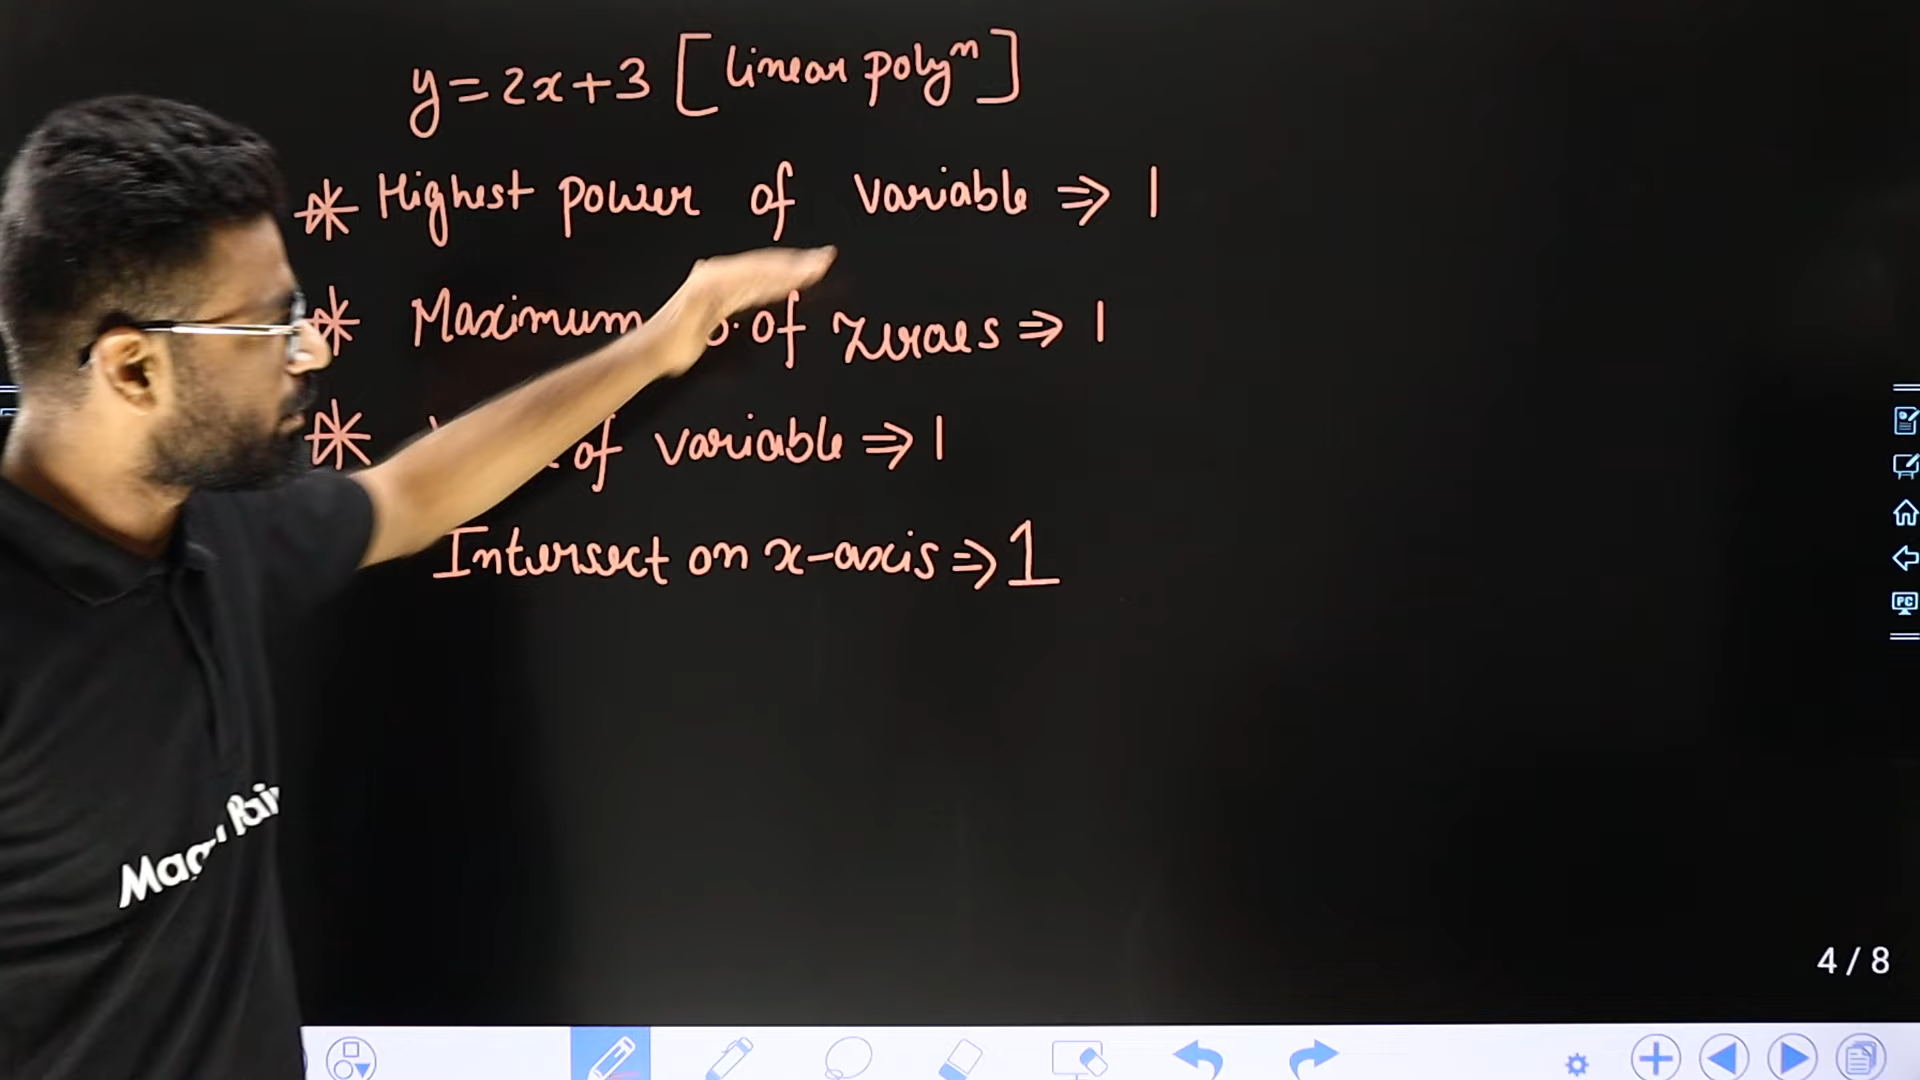 y=2x+3 [linear polyⁿ]
* Highest power of variable ⇒ 1
* Maximum of zeroes ⇒ 1
* of variable ⇒ 1
Intersect on x-axis ⇒ 1
PC
4 / 8